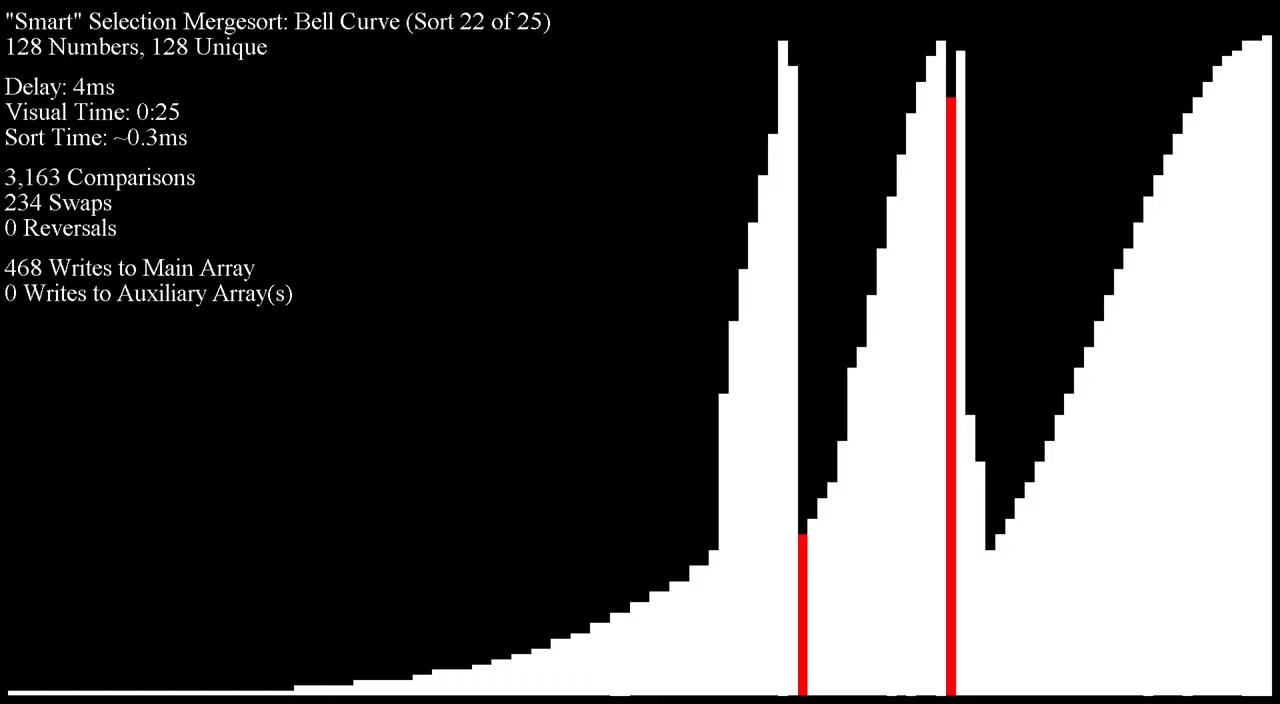 "Smart" Selection Mergesort: Bell Curve (Sort 22 of 25)
128 Numbers, 128 Unique
Delay: 4ms
Visual Time: 0:25
Sort Time: ~0.3ms
3,163 Comparisons
234 Swaps
0 Reversals
468 Writes to Main Array
0 Writes to Auxiliary Array(s)